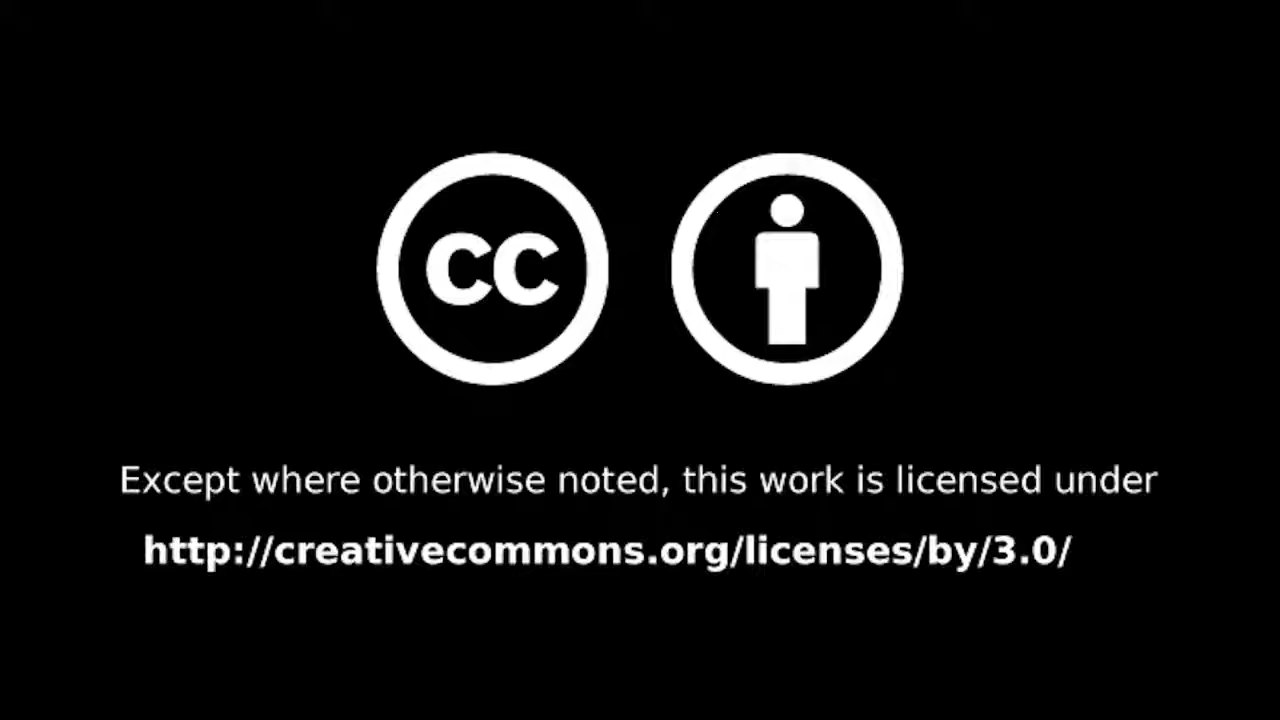 cc
Except where otherwise noted, this work is licensed under
http://creativecommons.org/licenses/by/3.0/